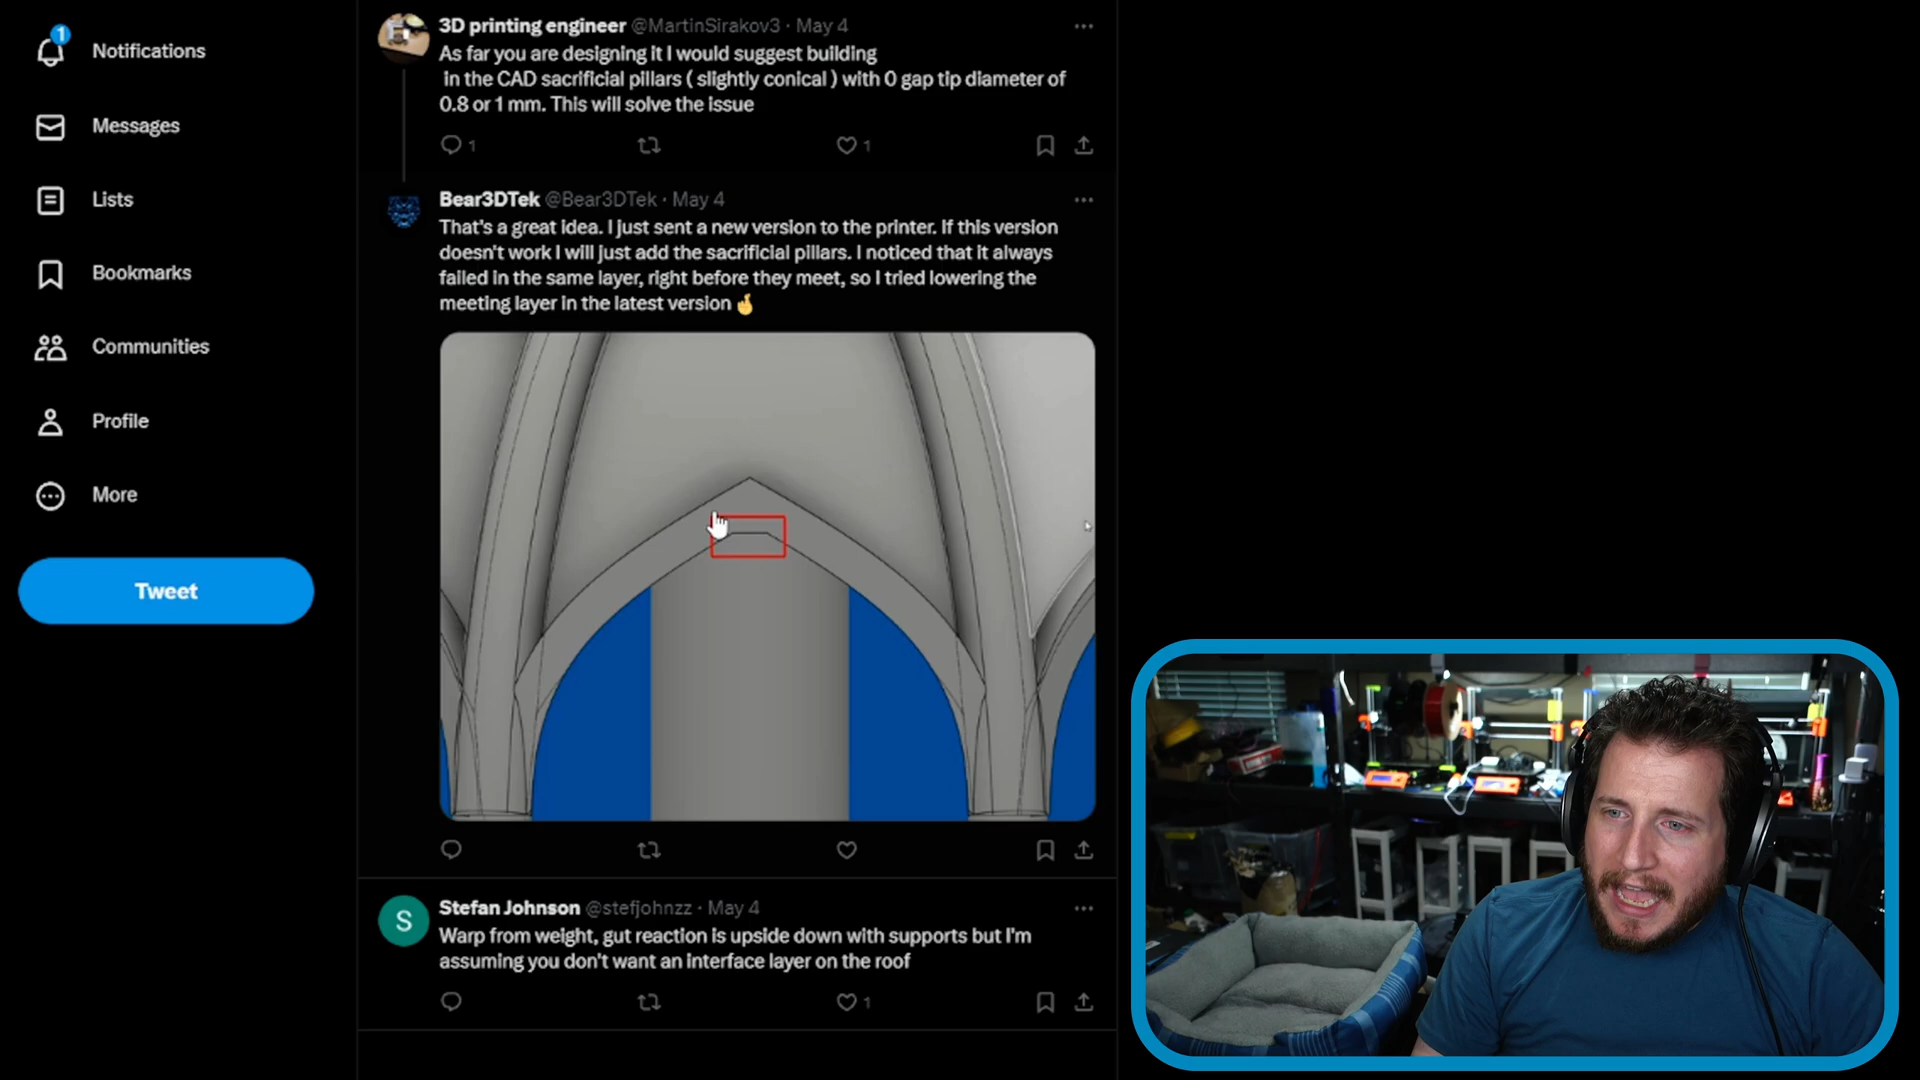 1
Notifications
Messages
Lists
Bookmarks
Communities
Profile
More
Tweet
3D printing engineer @MartinSirakov3 · May 4
As far you are designing it I would suggest building
in the CAD sacrificial pillars ( slightly conical ) with 0 gap tip diameter of
0.8 or 1 mm. This will solve the issue
1 1
Bear3DTek @Bear3DTek · May 4
That's a great idea. I just sent a new version to the printer. If this version
doesn't work I will just add the sacrificial pillars. I noticed that it always
failed in the same layer, right before they meet, so I tried lowering the
meeting layer in the latest version 🤞
S
Stefan Johnson @stefjohnzz · May 4
Warp from weight, gut reaction is upside down with supports but I'm
assuming you don't want an interface layer on the roof
1